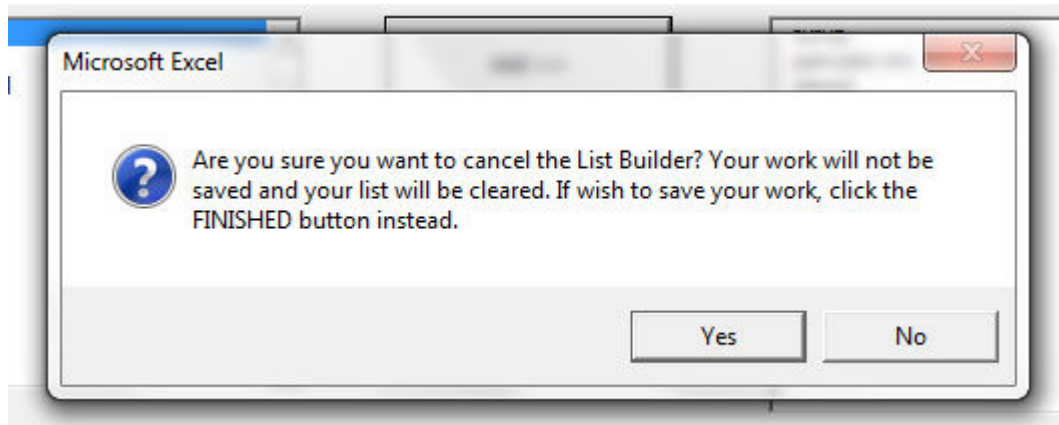 Microsoft Excel
Are you sure you want to cancel the List Builder? Your work will not be
saved and your list will be cleared. If wish to save your work, click the
FINISHED button instead.
Yes
No